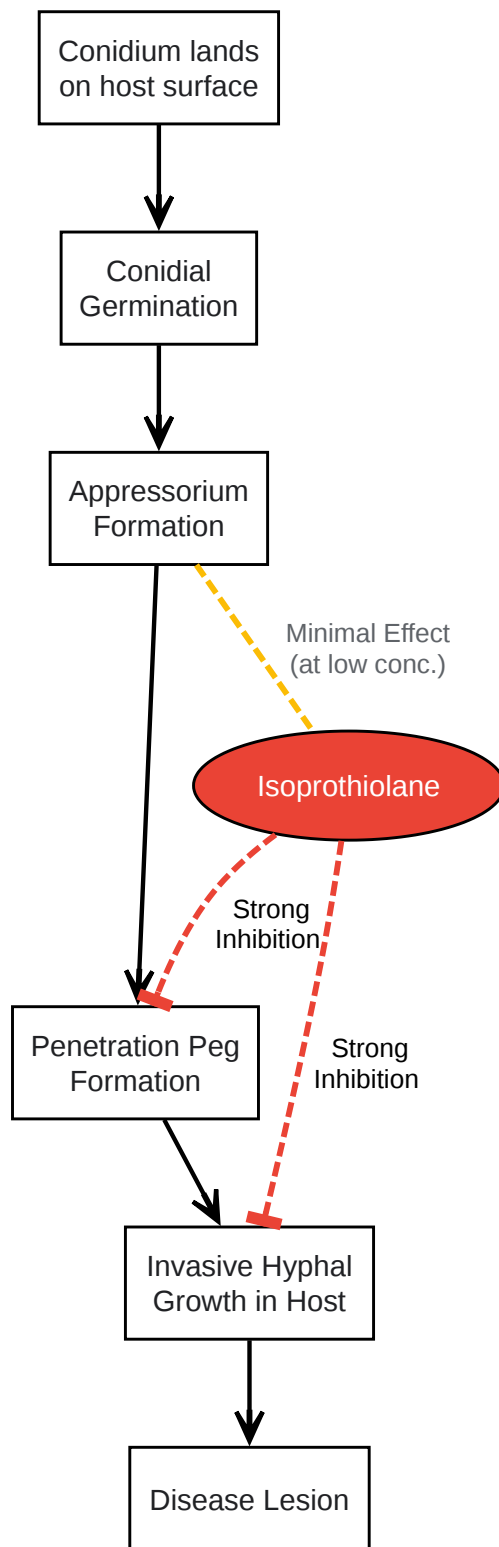 Conidium lands
on host surface
Conidial
Germination
Appressorium
Formation
Minimal Effect
(at low conc.)
Isoprothiolane
Strong
Inhibition
Penetration Peg
Formation
Strong
Inhibition
Invasive Hyphal
Growth in Host
Disease Lesion